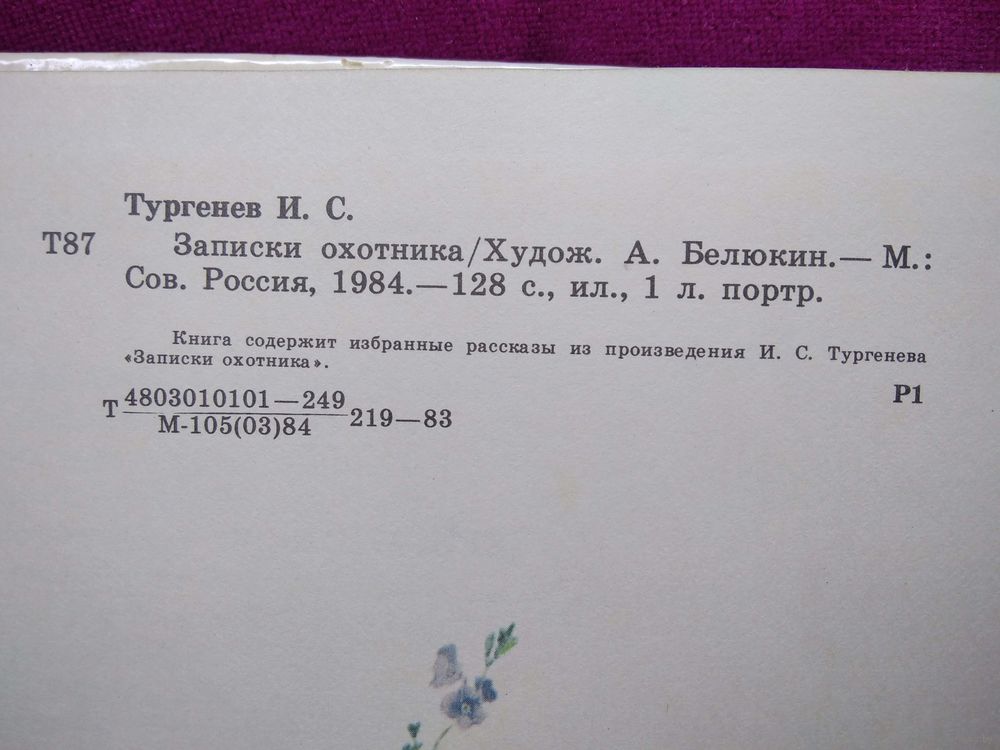 Тургенев И. С.
Т87 Записки охотника/Худож. А. Белюкин.— М.:
Сов. Россия, 1984.—128 с., ил., 1 л. портр.
Книга содержит избранные рассказы из произведения И. С. Тургенева
«Записки охотника».
Р1
Т 4803010101—249
М-105(03)84 219—83